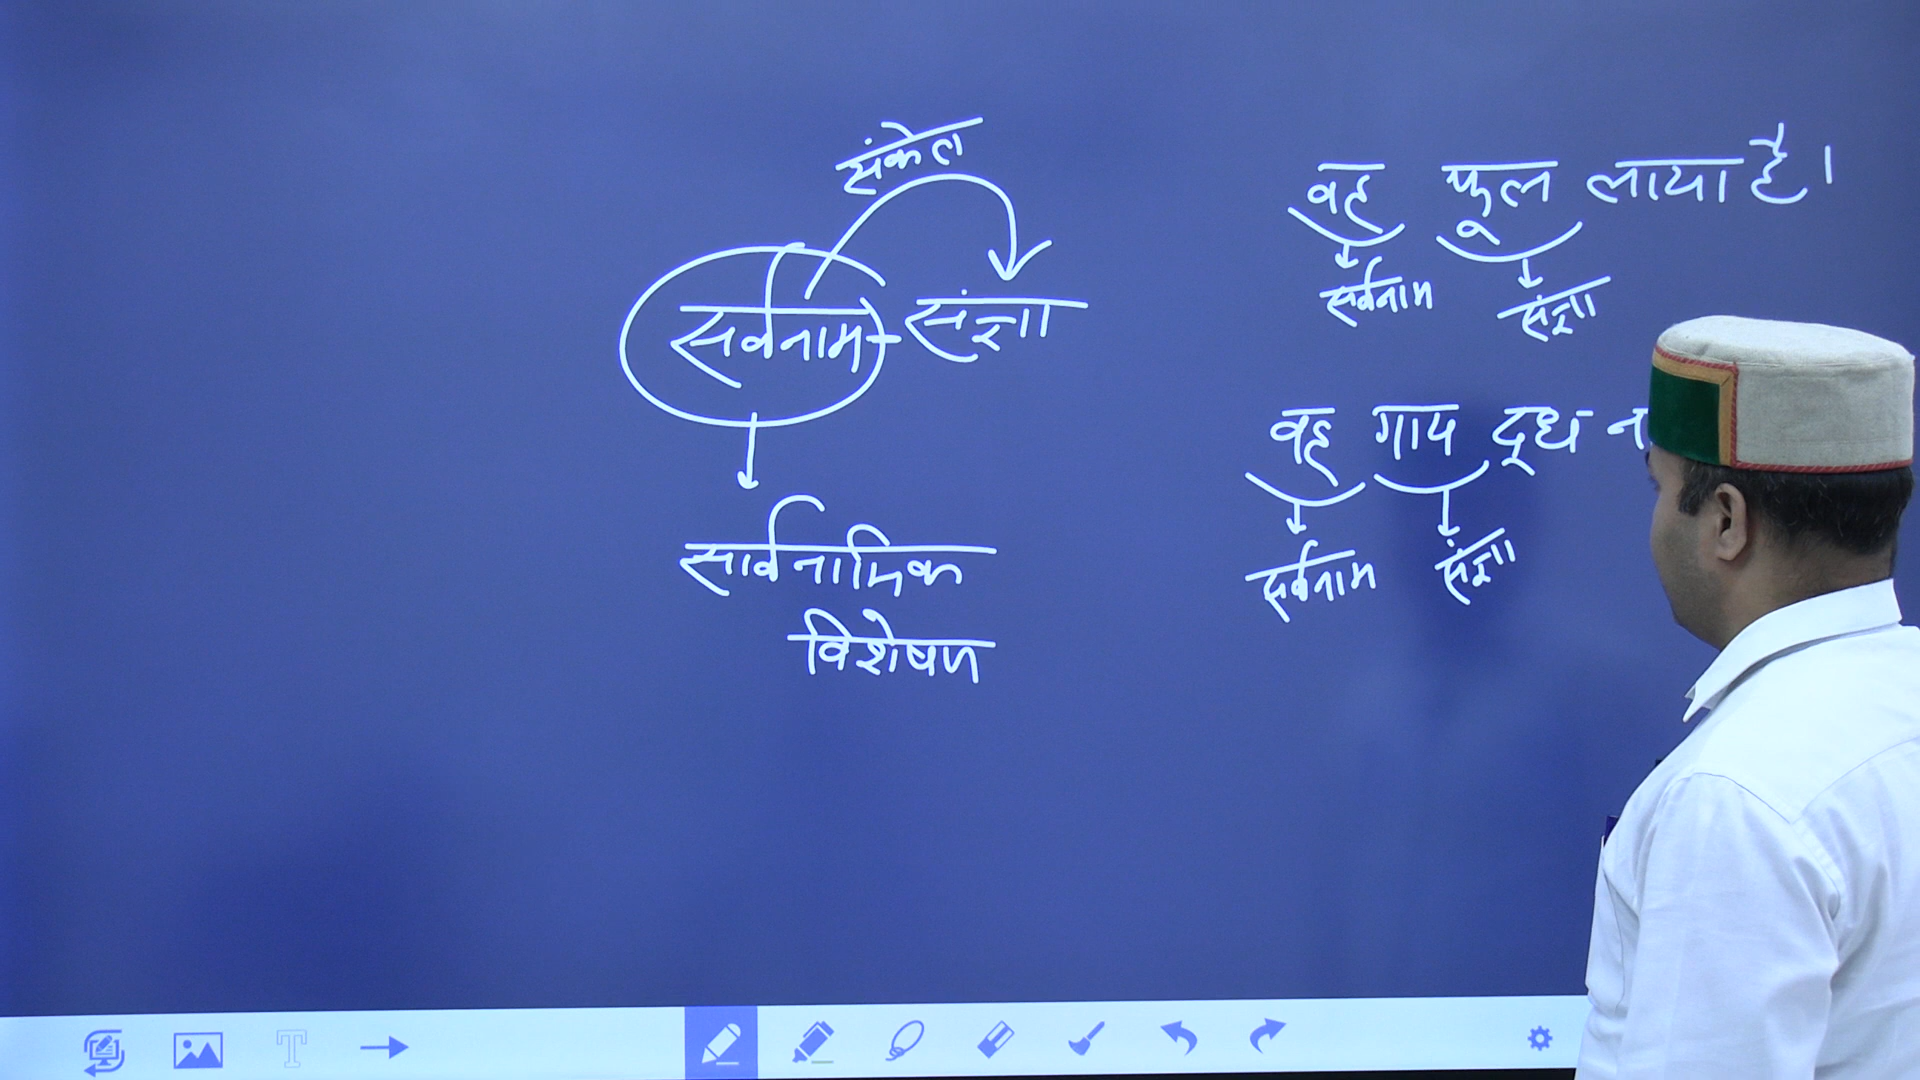 संकेत
सर्वनाम - संज्ञा
सार्वनामिक
विशेषण
वह फूल लाया है।
सर्वनाम संज्ञा
वह गाय दूध
सर्वनाम संज्ञा
T